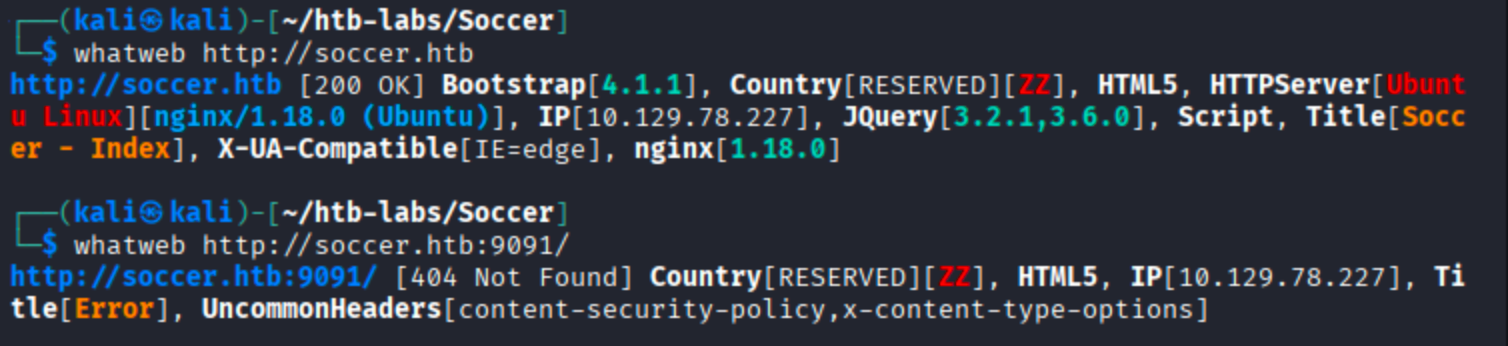 ┌──(kali㉿kali)-[~/htb-labs/Soccer]
└─$ whatweb http://soccer.htb
http://soccer.htb [200 OK] Bootstrap[4.1.1], Country[RESERVED][ZZ], HTML5, HTTPServer[Ubunt
u Linux][nginx/1.18.0 (Ubuntu)], IP[10.129.78.227], JQuery[3.2.1,3.6.0], Script, Title[Socc
er - Index], X-UA-Compatible[IE=edge], nginx[1.18.0]
┌──(kali㉿kali)-[~/htb-labs/Soccer]
└─$ whatweb http://soccer.htb:9091/
http://soccer.htb:9091/ [404 Not Found] Country[RESERVED][ZZ], HTML5, IP[10.129.78.227], Ti
tle[Error], UncommonHeaders[content-security-policy,x-content-type-options]